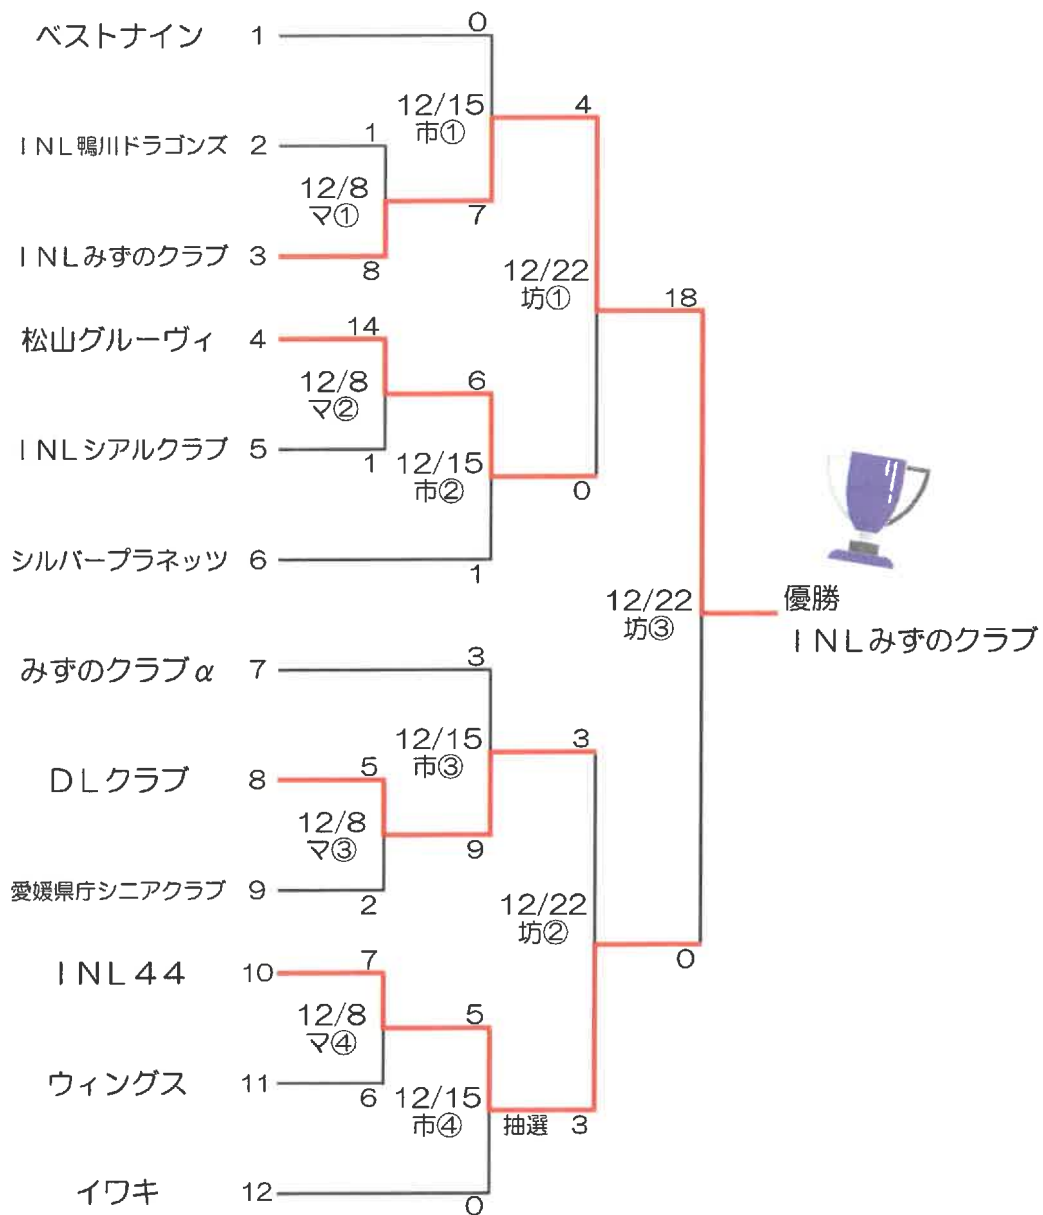 ベストナイン 1 0
12/15 4
市①
INL鴨川ドラゴンズ 2 1
12/8
マ①
7
INLみずのクラブ 3 8
12/22
坊①
18
松山グルーヴィ 4 14
12/8 6
マ②
INLシアルクラブ 5 1
12/15
市②
0
シルバープラネッツ 6 1
12/22
坊③
優勝
INLみずのクラブ
みずのクラブα 7 3
12/15 3
市③
DLクラブ 8 5
12/8
マ③
9
愛媛県庁シニアクラブ 9 2
12/22
坊②
0
INL44 10 7
12/8 5
マ④
ウィングス 11 6
12/15
市④
抽選 3
イワキ 12 0